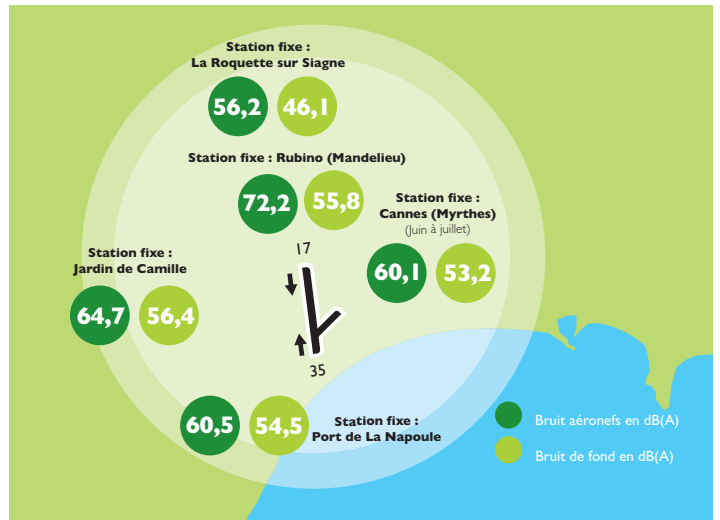 Station fixe :
La Roquette sur Siagne
56,2 46,1
Station fixe : Rubino (Mandelieu)
72,2 55,8
Station fixe :
Cannes (Myrthes)
(Juin à juillet)
60,1 53,2
17
Station fixe :
Jardin de Camille
64,7 56,4
35
60,5 54,5
Station fixe :
Port de La Napoule
Bruit aéronefs en dB(A)
Bruit de fond en dB(A)